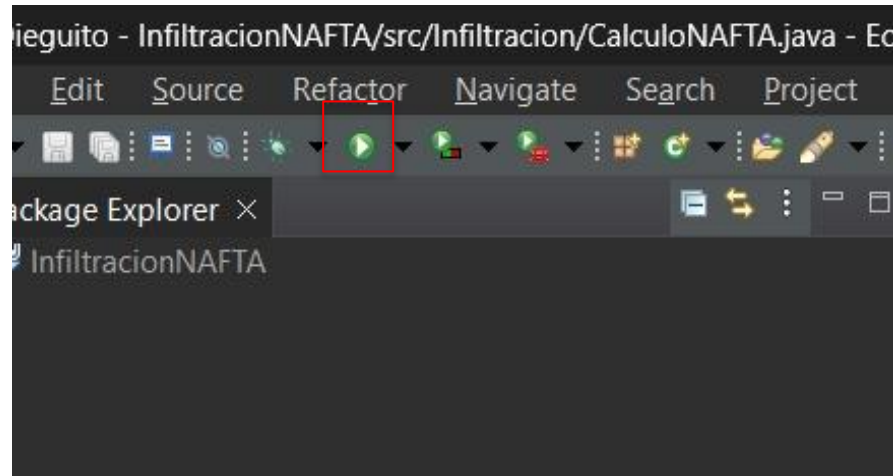 ieguito - InfiltracionNAFTA/src/Infiltracion/CalculoNAFTA.java - Ec
Edit Source Refactor Navigate Search Project
ackage Explorer ×
InfiltracionNAFTA